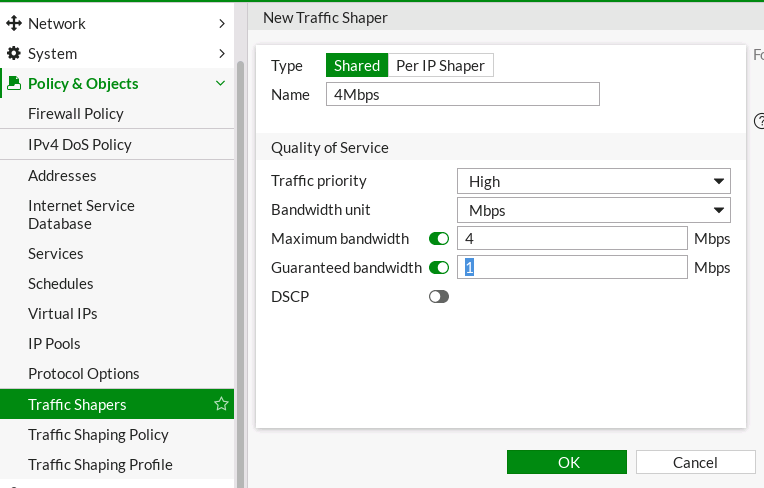 Network
System
Policy & Objects
Firewall Policy
IPv4 DoS Policy
Addresses
Internet Service
Database
Services
Schedules
Virtual IPs
IP Pools
Protocol Options
Traffic Shapers
Traffic Shaping Policy
Traffic Shaping Profile
New Traffic Shaper
Type Shared Per IP Shaper
Name 4Mbps
Quality of Service
Traffic priority High
Bandwidth unit Mbps
Maximum bandwidth 4 Mbps
Guaranteed bandwidth 1 Mbps
DSCP
OK Cancel